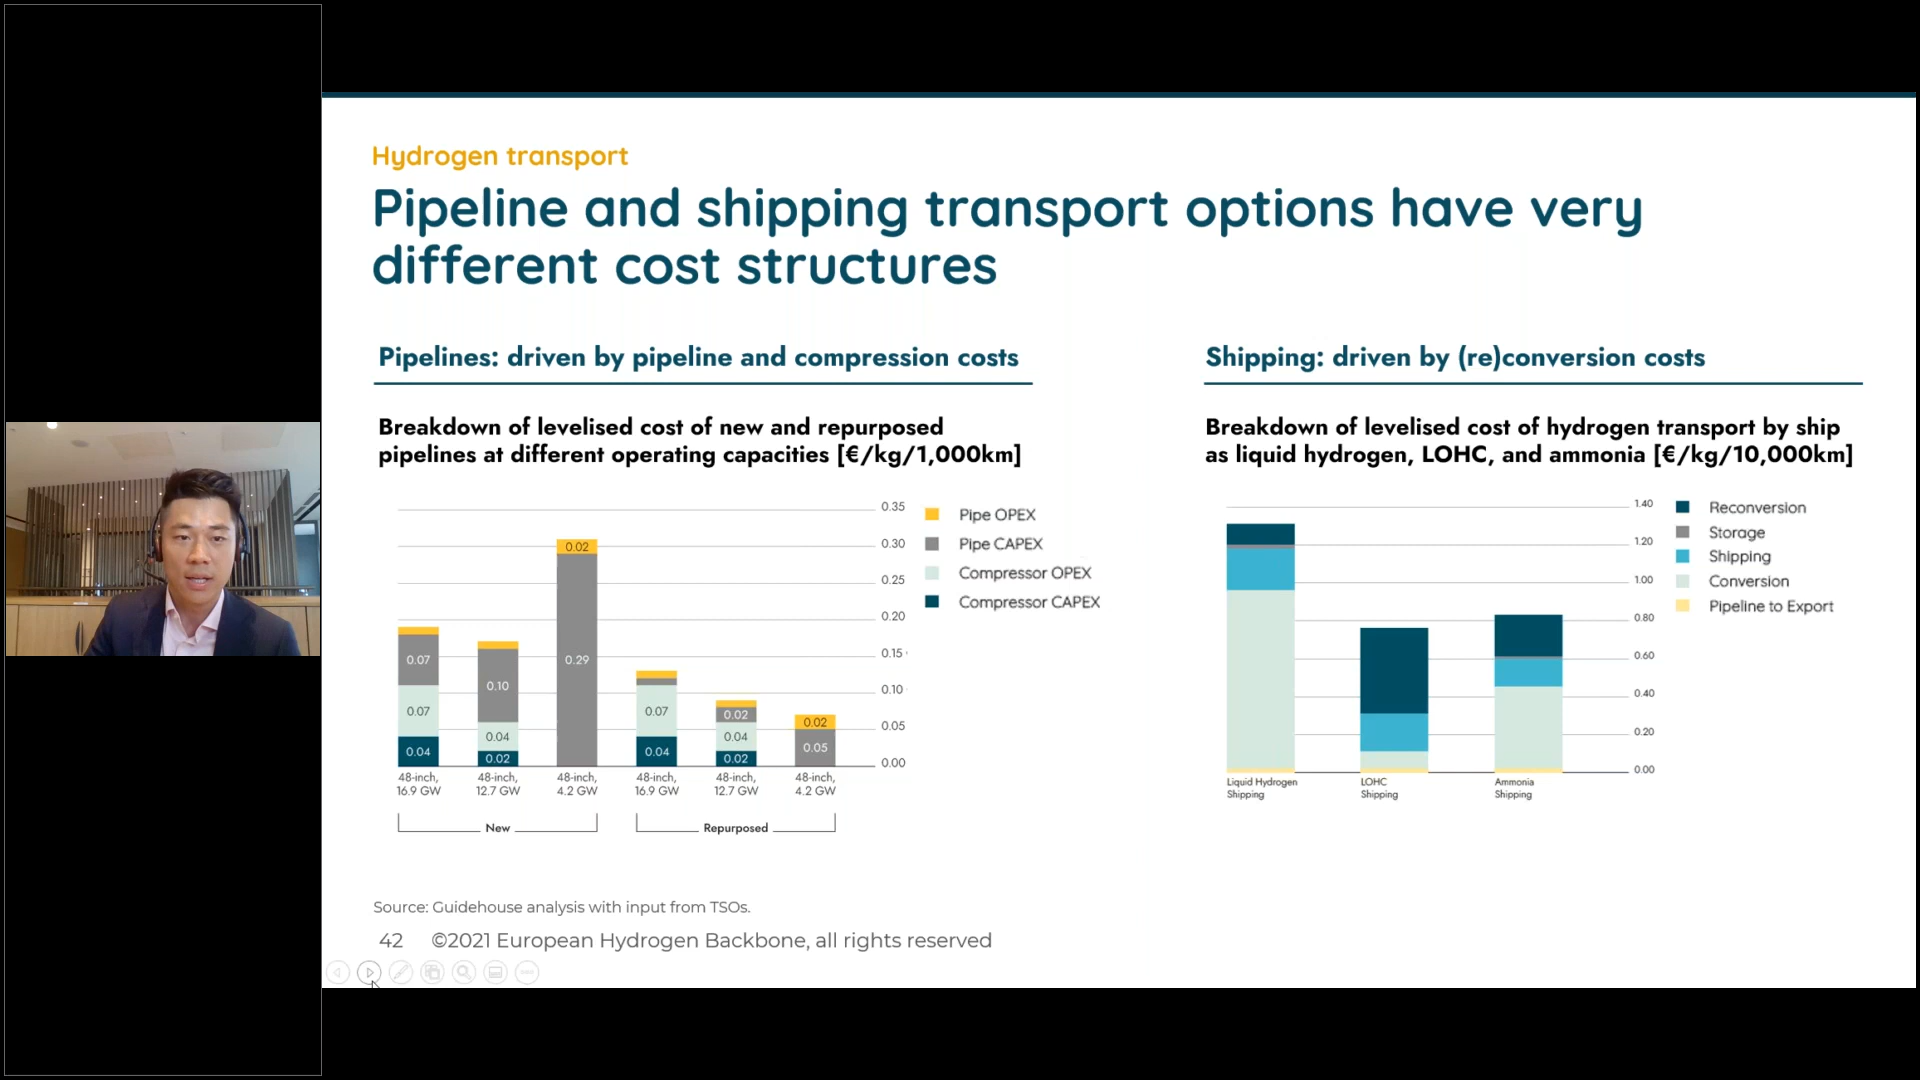 Hydrogen transport
Pipeline and shipping transport options have very
different cost structures
Pipelines: driven by pipeline and compression costs
Breakdown of levelised cost of new and repurposed
pipelines at different operating capacities [€/kg/1,000km]
0.35
0.30
0.25
0.20
0.15
0.10
0.05
0.00
Pipe OPEX
Pipe CAPEX
Compressor OPEX
Compressor CAPEX
0.07
0.07
0.04
0.10
0.04
0.02
0.02
0.29
0.07
0.04
0.02
0.04
0.02
0.02
0.05
48-inch,
16.9 GW
48-inch,
12.7 GW
48-inch,
4.2 GW
48-inch,
16.9 GW
48-inch,
12.7 GW
48-inch,
4.2 GW
New
Repurposed
Shipping: driven by (re)conversion costs
Breakdown of levelised cost of hydrogen transport by ship
as liquid hydrogen, LOHC, and ammonia [€/kg/10,000km]
1.40
1.20
1.00
0.80
0.60
0.40
0.20
0.00
Reconversion
Storage
Shipping
Conversion
Pipeline to Export
Liquid Hydrogen
Shipping
LOHC
Shipping
Ammonia
Shipping
Source: Guidehouse analysis with input from TSOs.
42 ©2021 European Hydrogen Backbone, all rights reserved